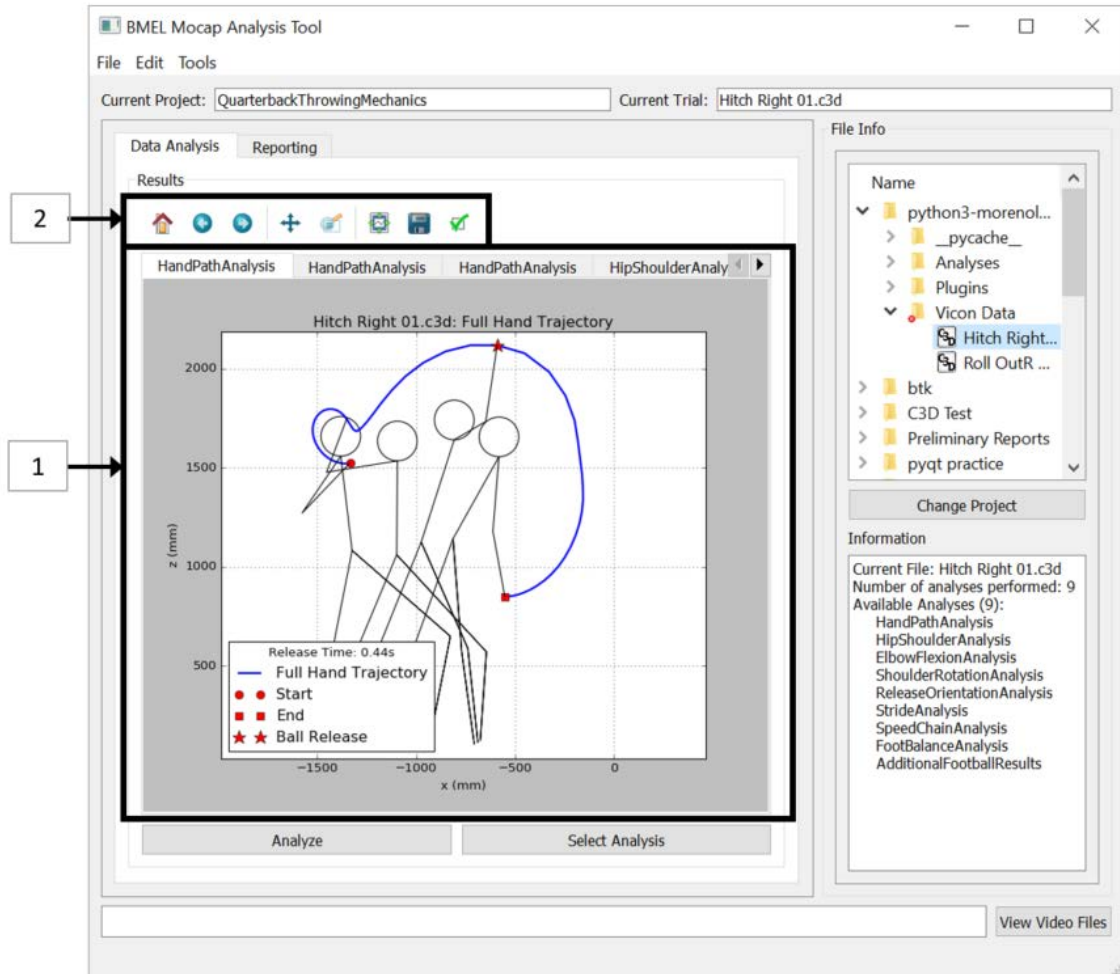 BMEL Mocap Analysis Tool
File Edit Tools
Current Project: QuarterbackThrowingMechanics Current Trial: Hitch Right 01.c3d
Data Analysis Reporting
Results
2
HandPathAnalysis HandPathAnalysis HandPathAnalysis HipShoulderAnaly
Hitch Right 01.c3d: Full Hand Trajectory
2000
1500
1000
500
z (mm)
1
Release Time: 0.44s
Full Hand Trajectory
Start
End
Ball Release
−1500 −1000 −500 0
x (mm)
Analyze Select Analysis
File Info
Name
python3-morenol...
__pycache__
Analyses
Plugins
Vicon Data
Hitch Right...
Roll OutR ...
btk
C3D Test
Preliminary Reports
pyqt practice
Change Project
Information
Current File: Hitch Right 01.c3d
Number of analyses performed: 9
Available Analyses (9):
HandPathAnalysis
HipShoulderAnalysis
ElbowFlexionAnalysis
ShoulderRotationAnalysis
ReleaseOrientationAnalysis
StrideAnalysis
SpeedChainAnalysis
FootBalanceAnalysis
AdditionalFootballResults
View Video Files